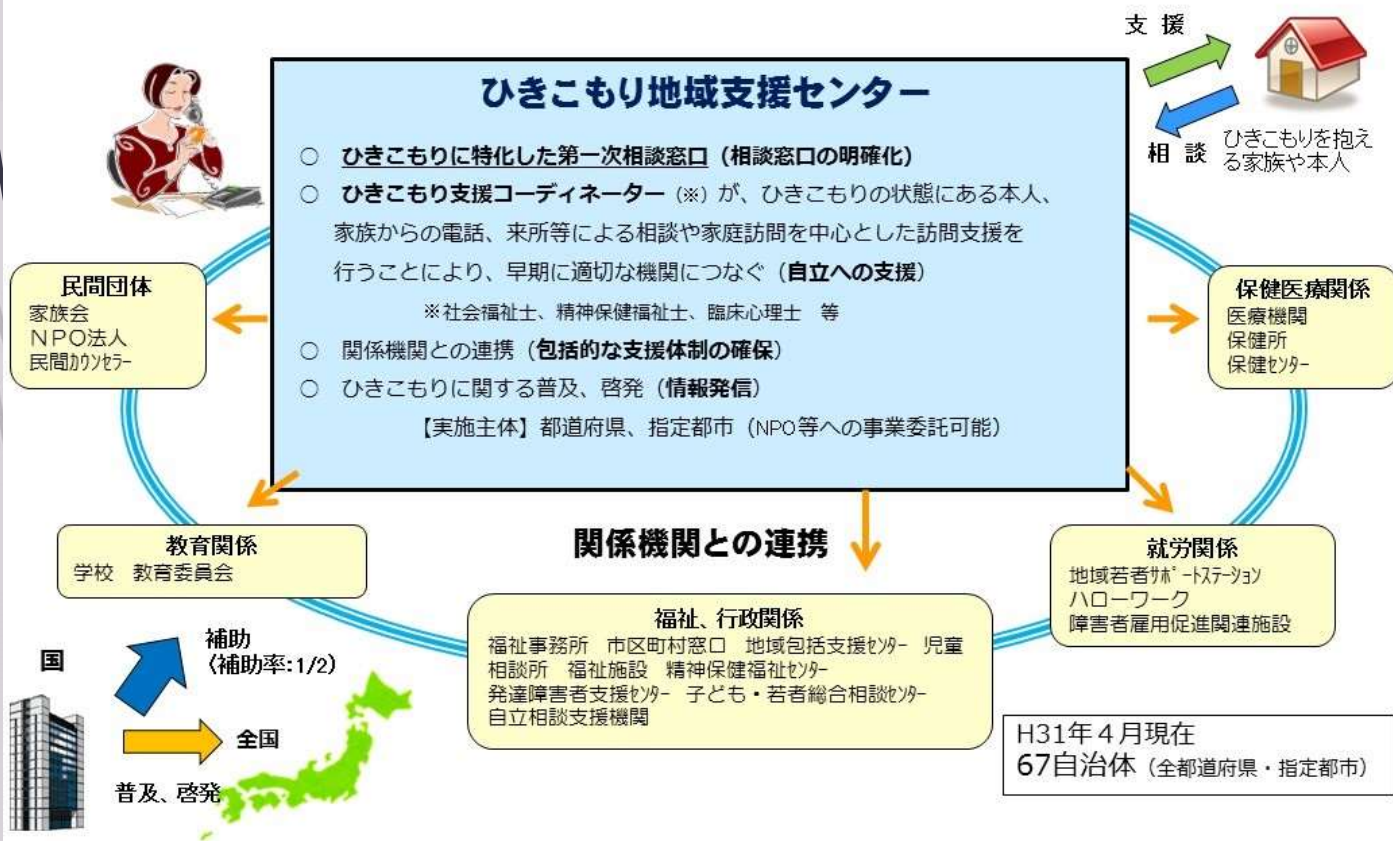 支 援
相 談
ひきこもりを抱え
る家族や本人
ひきこもり地域支援センター
○ ひきこもりに特化した第一次相談窓口（相談窓口の明確化）
○ ひきこもり支援コーディネーター（※）が、ひきこもりの状態にある本人、
家族からの電話、来所等による相談や家庭訪問を中心とした訪問支援を
行うことにより、早期に適切な機関につなぐ（自立への支援）
※社会福祉士、精神保健福祉士、臨床心理士　等
○ 関係機関との連携（包括的な支援体制の確保）
○ ひきこもりに関する普及、啓発（情報発信）
【実施主体】都道府県、指定都市（NPO等への事業委託可能）
民間団体
家族会
ＮＰＯ法人
民間ｶｳﾝｾﾗｰ
保健医療関係
医療機関
保健所
保健ｾﾝﾀｰ
教育関係
学校　教育委員会
関係機関との連携
就労関係
地域若者ｻﾎﾟｰﾄｽﾃｰｼｮﾝ
ハローワーク
障害者雇用促進関連施設
福祉、行政関係
福祉事務所　市区町村窓口　地域包括支援ｾﾝﾀｰ　児童
相談所　福祉施設　精神保健福祉ｾﾝﾀｰ
発達障害者支援ｾﾝﾀｰ　子ども・若者総合相談ｾﾝﾀｰ
自立相談支援機関
国
補助
（補助率:1/2）
全国
普及、啓発
H31年４月現在
67自治体（全都道府県・指定都市）